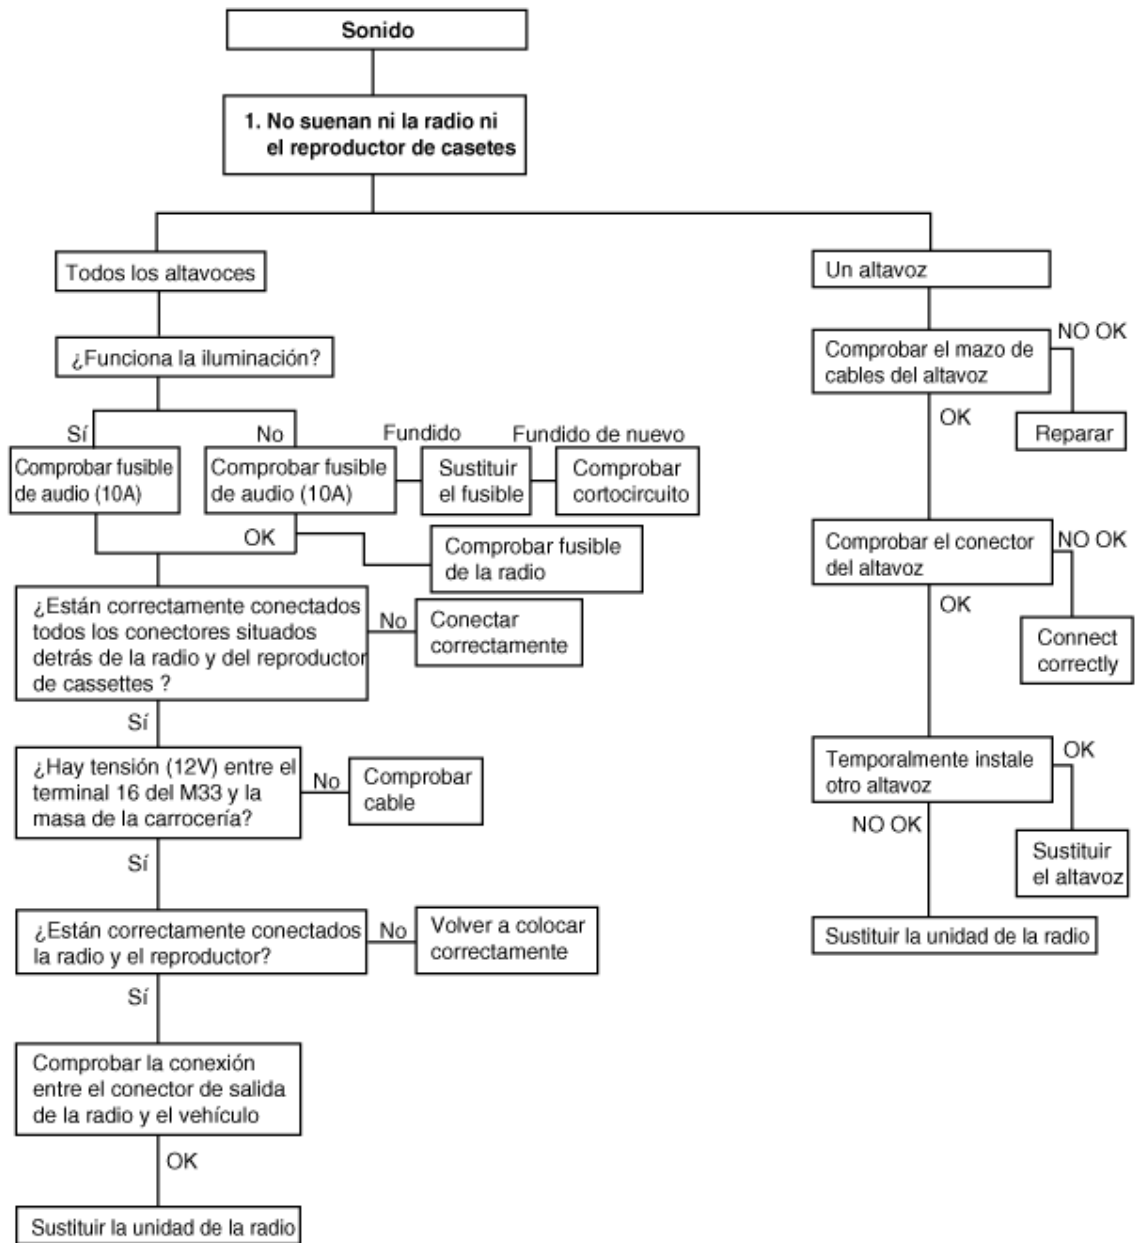 Sonido
1. No suenan ni la radio ni
el reproductor de casetes
Todos los altavoces
¿Funciona la iluminación?
Sí
No
Comprobar fusible
de audio (10A)
Comprobar fusible
de audio (10A)
Fundido
Sustituir
el fusible
Fundido de nuevo
Comprobar
cortocircuito
OK
Comprobar fusible
de la radio
¿Están correctamente conectados
todos los conectores situados
detrás de la radio y del reproductor
de cassettes ?
No
Conectar
correctamente
Sí
¿Hay tensión (12V) entre el
terminal 16 del M33 y la
masa de la carrocería?
No
Comprobar
cable
Sí
¿Están correctamente conectados
la radio y el reproductor?
No
Volver a colocar
correctamente
Sí
Comprobar la conexión
entre el conector de salida
de la radio y el vehículo
OK
Sustituir la unidad de la radio
Un altavoz
Comprobar el mazo de
cables del altavoz
NO OK
Reparar
OK
Comprobar el conector
del altavoz
NO OK
Connect
correctly
OK
Temporalmente instale
otro altavoz
OK
Sustituir
el altavoz
NO OK
Sustituir la unidad de la radio